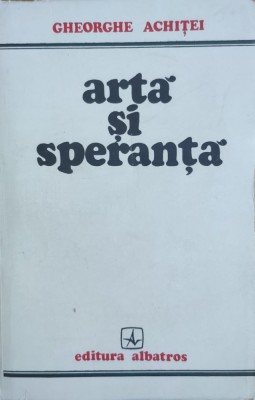 GHEORGHE ACHIȚEI
artă
și
speranță
editura albatros